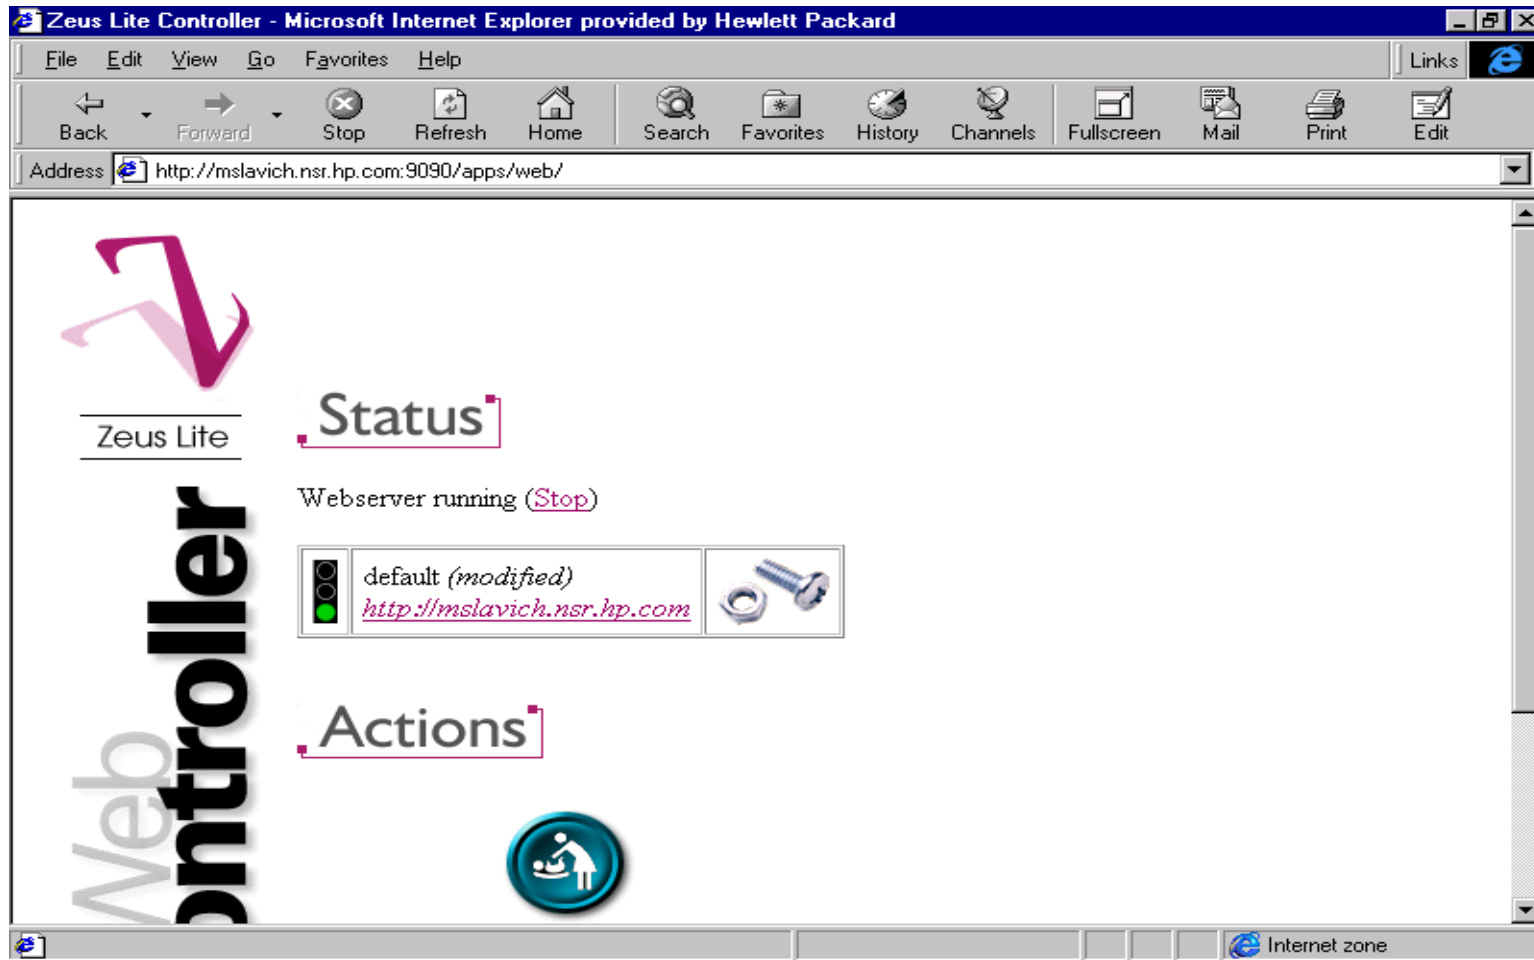 Zeus Lite Controller - Microsoft Internet Explorer provided by Hewlett Packard
File Edit View Go Favorites Help Links
Back Forward Stop Refresh Home Search Favorites History Channels Fullscreen Mail Print Edit
Address http://mslavich.nsr.hp.com:9090/apps/web/
Zeus Lite
Web
ontroller
Status
Webserver running (Stop)
default (modified)
http://mslavich.nsr.hp.com
Actions
Internet zone